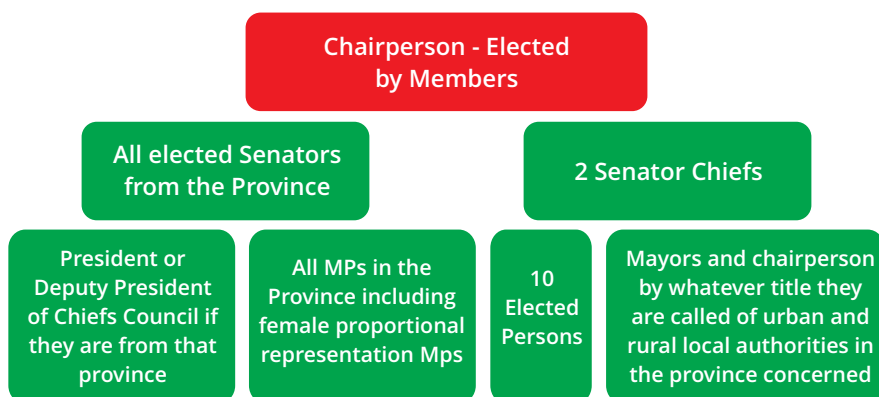 Chairperson - Elected
by Members
All elected Senators
from the Province
2 Senator Chiefs
President or
Deputy President
of Chiefs Council if
they are from that
province
All MPs in the
Province including
female proportional
representation Mps
10
Elected
Persons
Mayors and chairperson
by whatever title they
are called of urban and
rural local authorities in
the province concerned